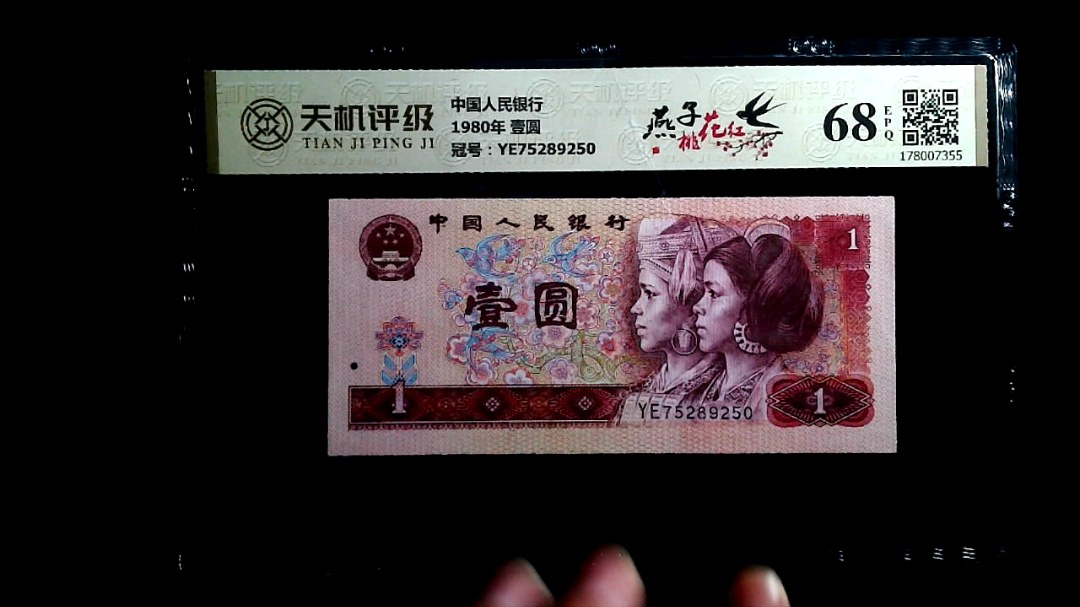 天机评级
TIAN JI PING JI
中国人民银行
1980年 壹圆
冠号：YE75289250
燕子
桃花红
68
EPQ
178007355
中国人民银行
1
壹圆
1
YE75289250
1